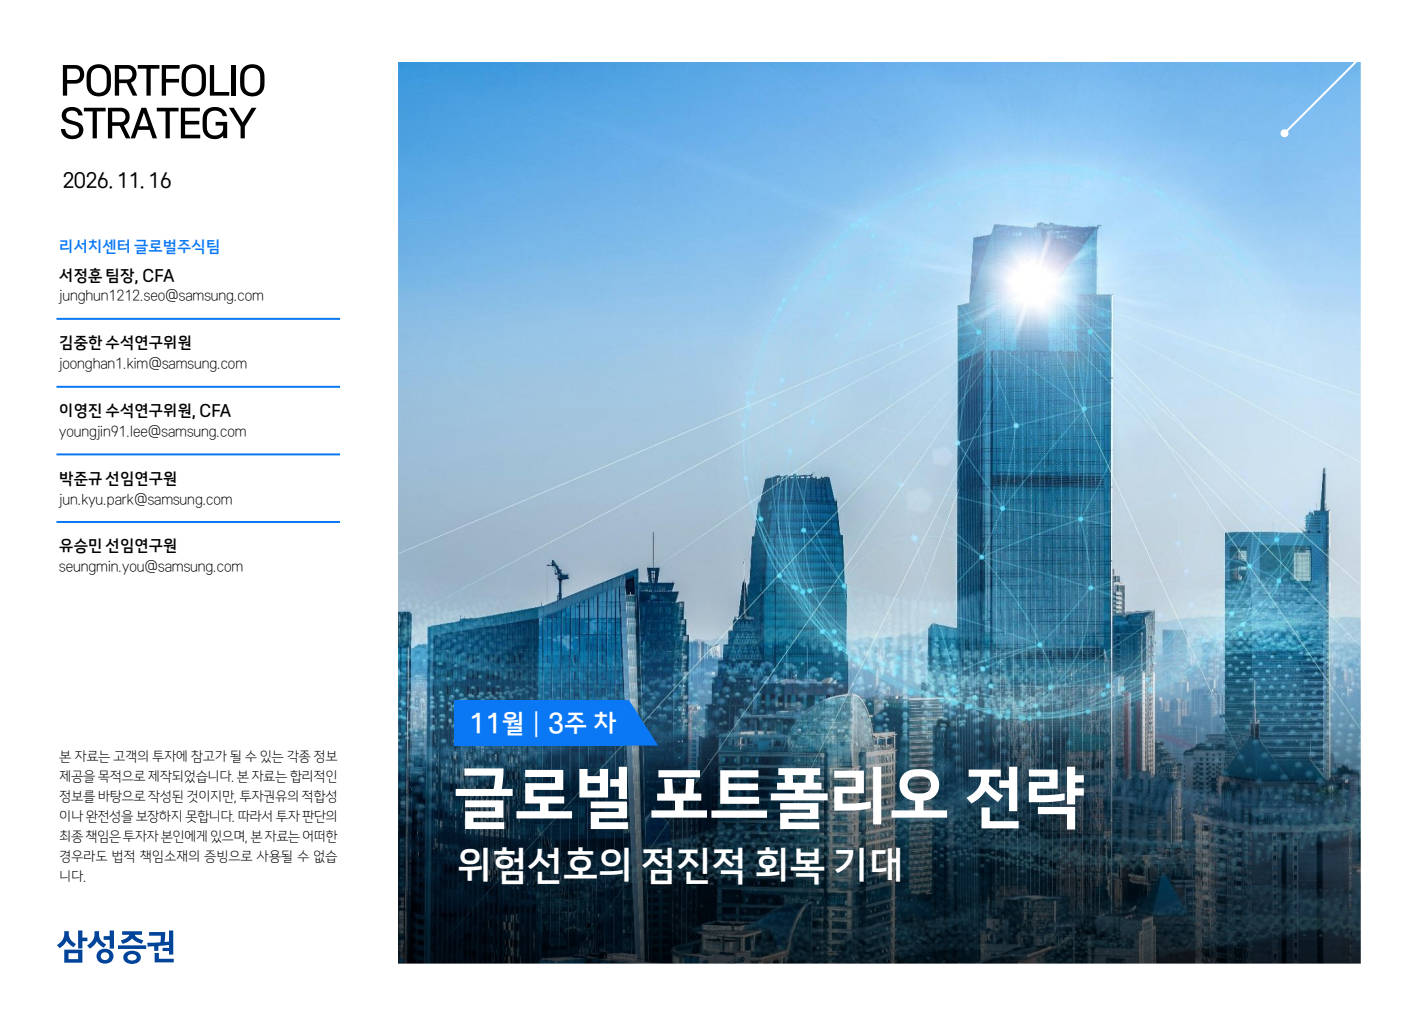 PORTFOLIO
STRATEGY
2026. 11. 16
리서치센터 글로벌주식팀
서정훈 팀장, CFA
junghun1212.seo@samsung.com
김중한 수석연구위원
joonghan1.kim@samsung.com
이영진 수석연구위원, CFA
youngjin91.lee@samsung.com
박준규 선임연구원
jun.kyu.park@samsung.com
유승민 선임연구원
seungmin.you@samsung.com
본 자료는 고객의 투자에 참고가 될 수 있는 각종 정보
제공을 목적으로 제작되었습니다. 본 자료는 합리적인
정보를 바탕으로 작성된 것이지만, 투자권유의 적합성
이나 완전성을 보장하지 못합니다. 따라서 투자 판단의
최종 책임은 투자자 본인에게 있으며, 본 자료는 어떠한
경우라도 법적 책임소재의 증빙으로 사용될 수 없습
니다.
삼성증권
11월 | 3주 차
글로벌 포트폴리오 전략
위험선호의 점진적 회복 기대